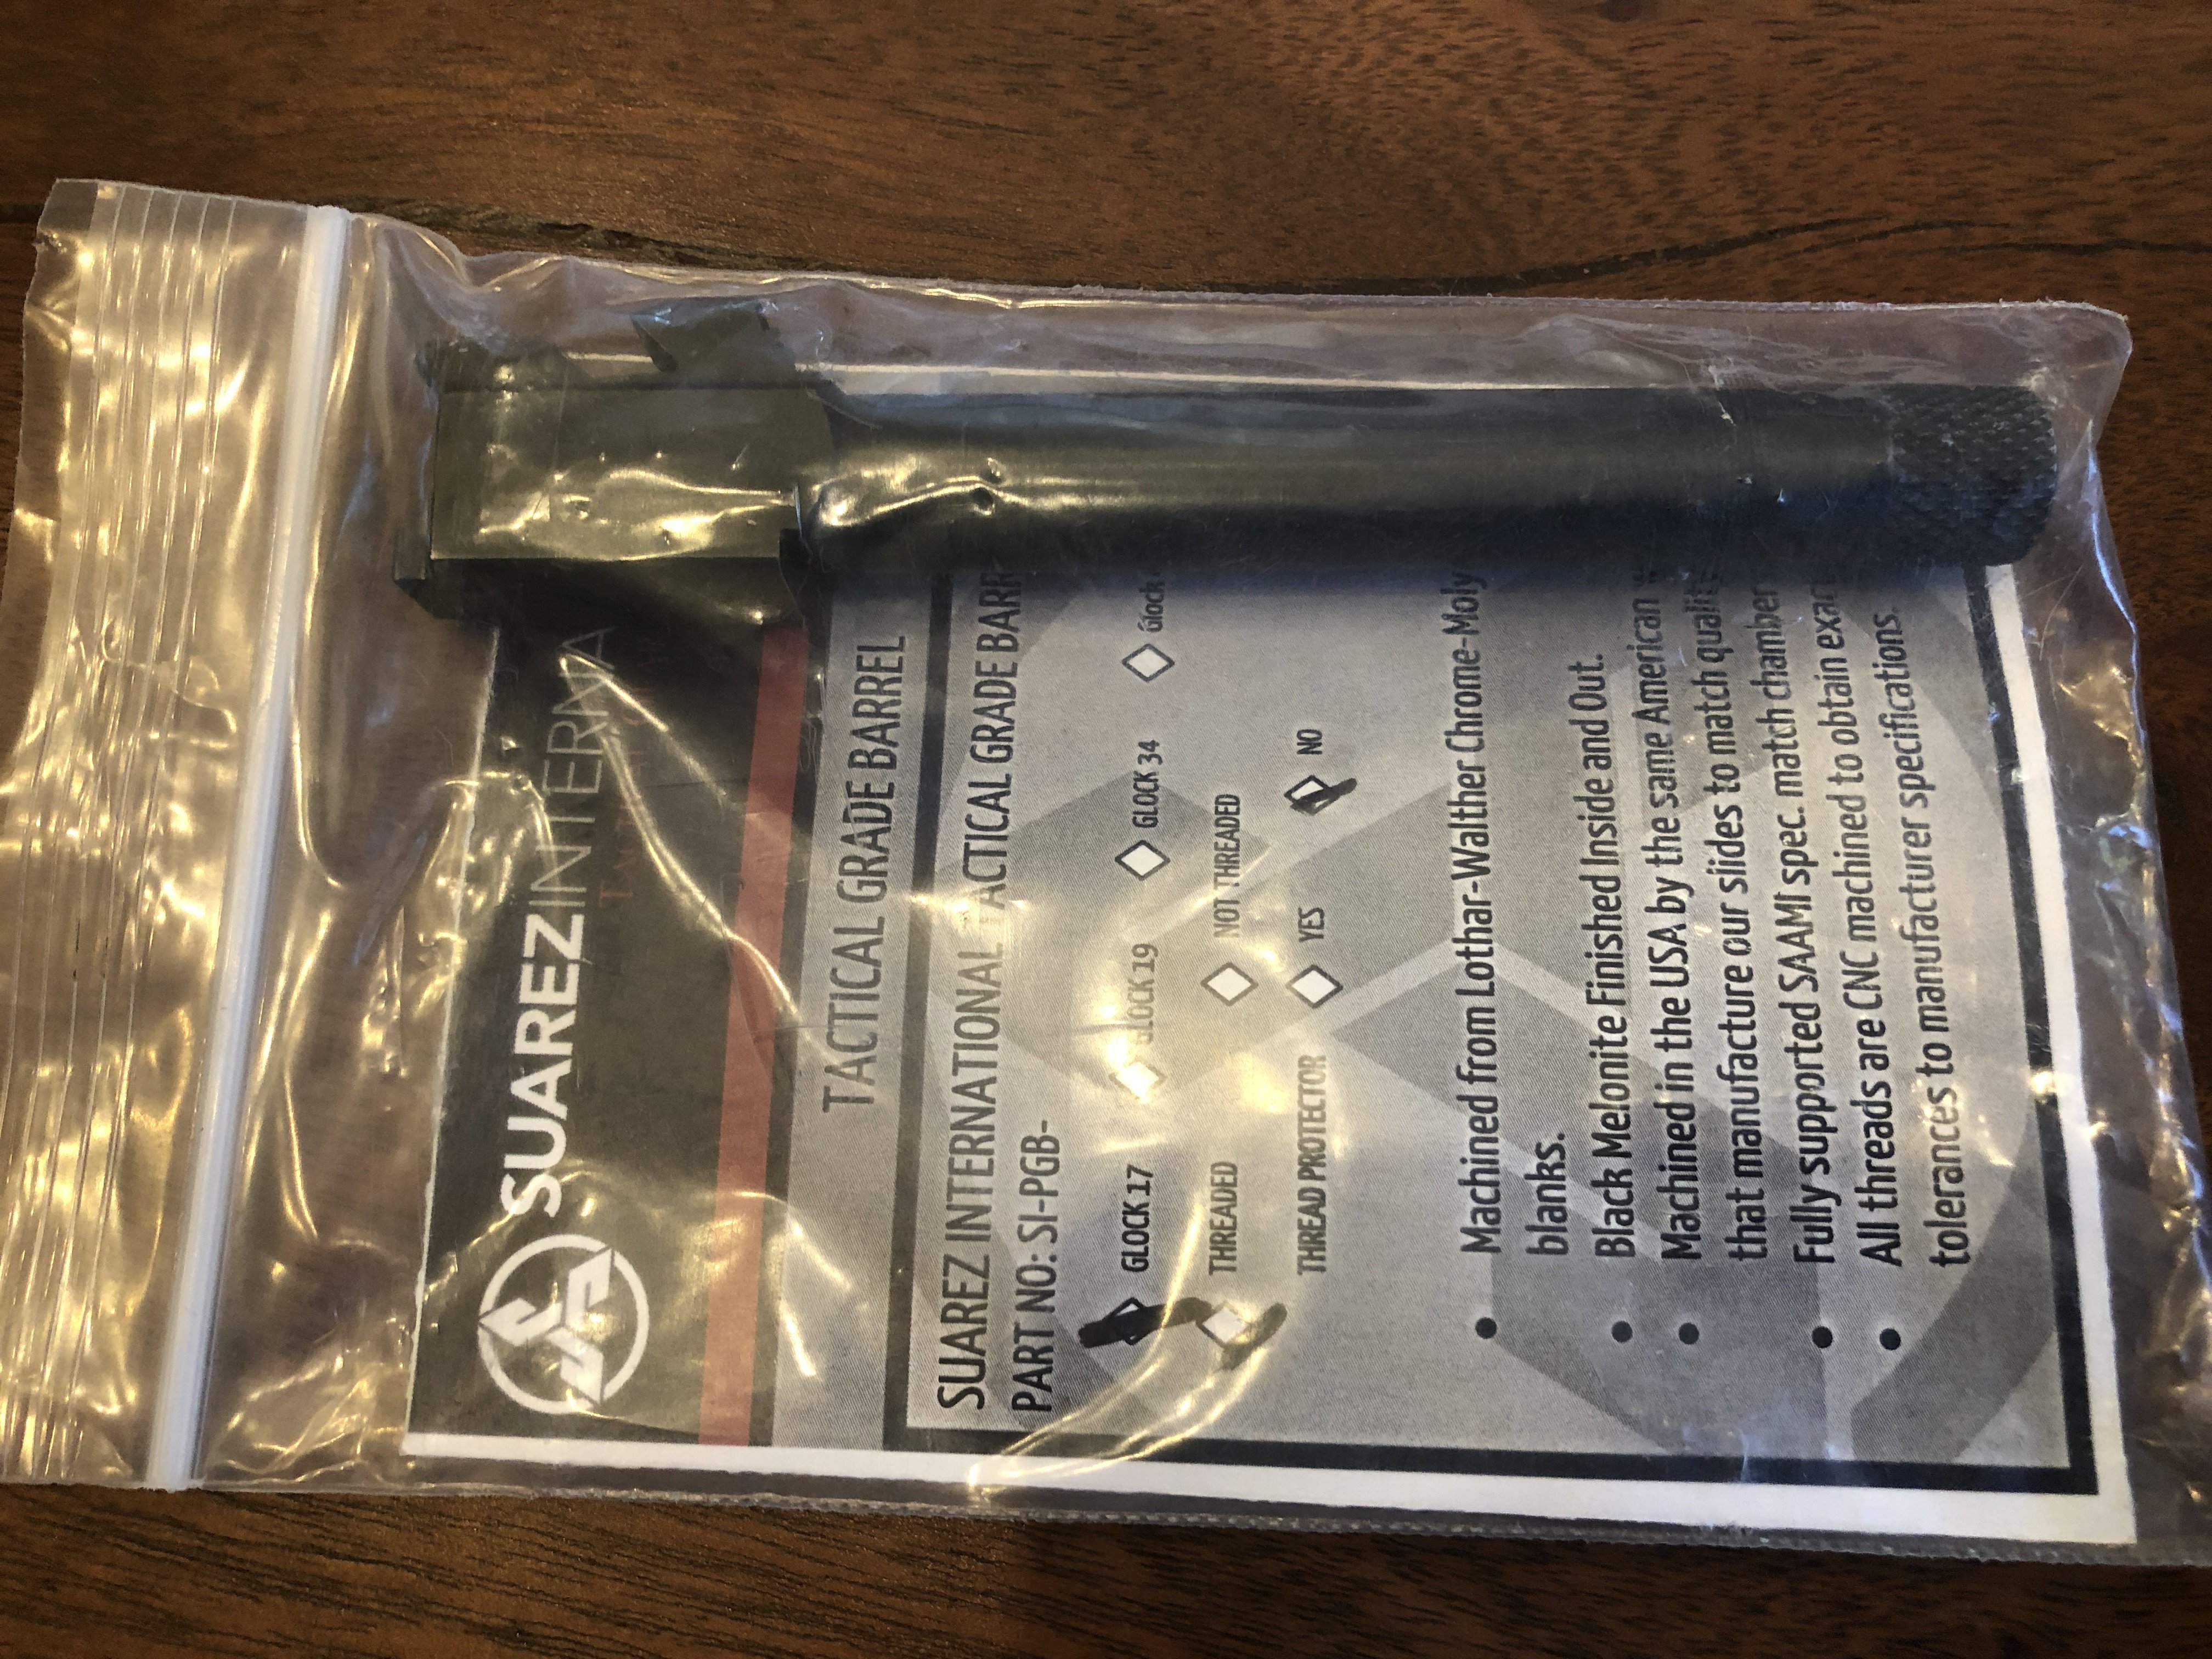 SUAREZINTERNA
TACTICAL GRADE BARREL
SUAREZ INTERNATIONAL TACTICAL GRADE BARR
PART NO: SI-PGB-
GLOCK 17 GLOCK 19 GLOCK 34 Glock
THREADED NOT THREADED
THREAD PROTECTOR YES NO
• Machined from Lothar-Walther Chrome-Moly
blanks.
• Black Melonite Finished Inside and Out.
• Machined in the USA by the same American
that manufacture our slides to match quali
• Fully supported SAAMI spec. match chamber
• All threads are CNC machined to obtain exac
tolerances to manufacturer specifications.